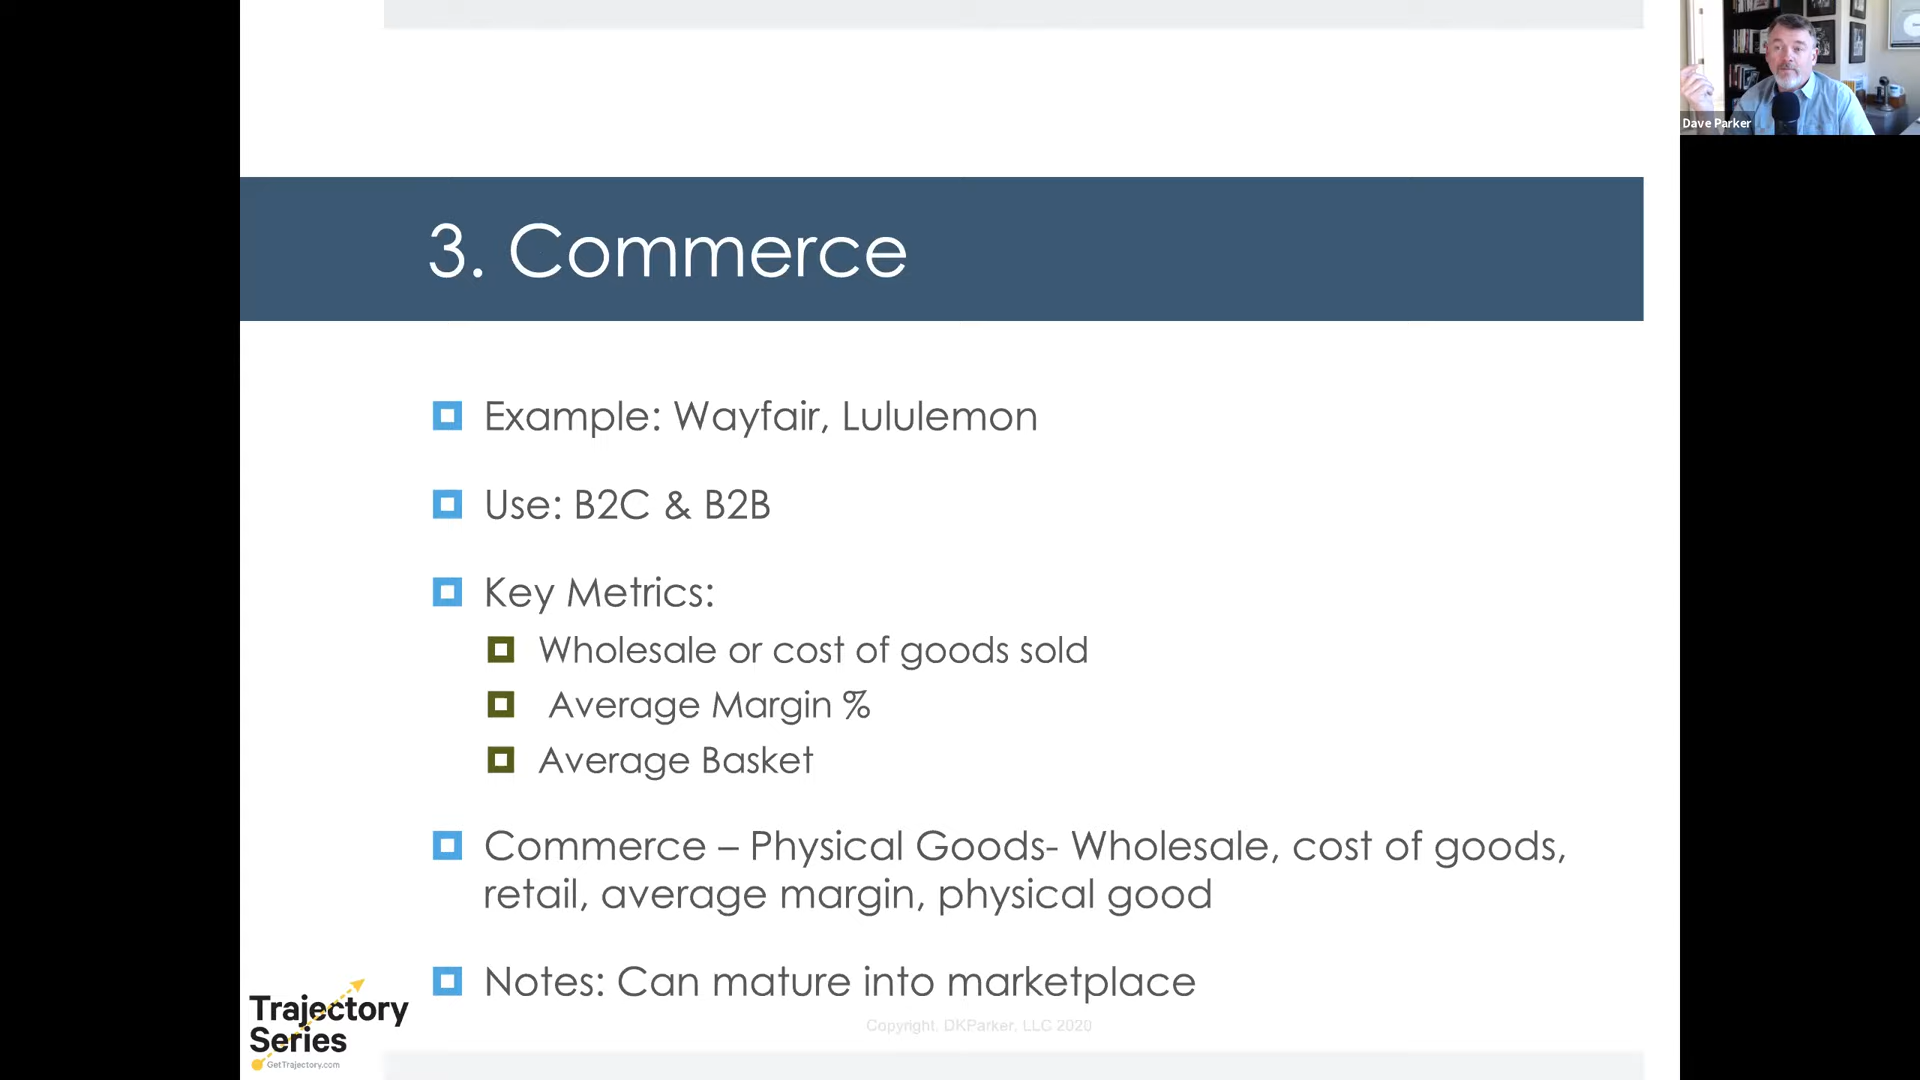 Dave Parker
3. Commerce
Example: Wayfair, Lululemon
Use: B2C & B2B
Key Metrics:
Wholesale or cost of goods sold
Average Margin %
Average Basket
Commerce – Physical Goods- Wholesale, cost of goods,
retail, average margin, physical good
Notes: Can mature into marketplace
Trajectory
Series
GetTrajectory.com
Copyright, DKParker, LLC 2020